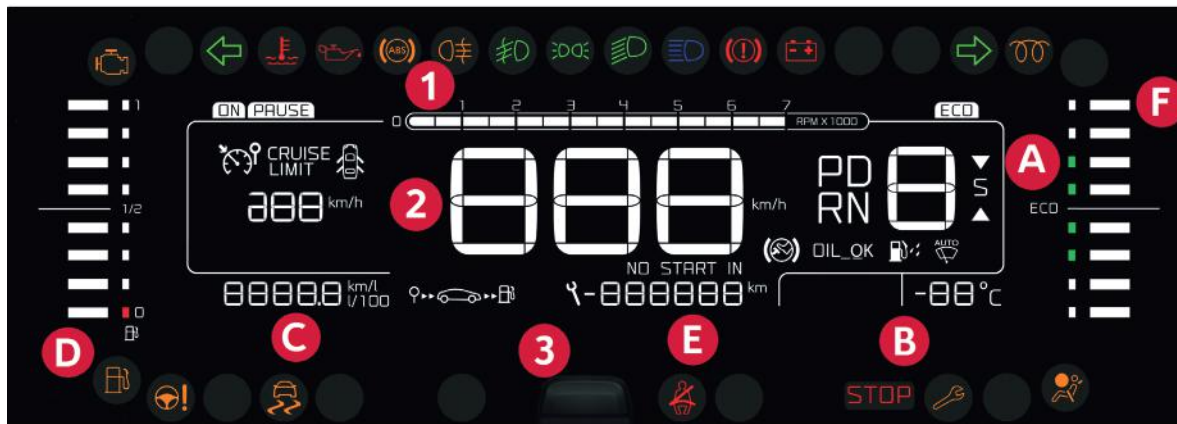 ABS
1
F
1
ON PAUSE
0 1 2 3 4 5 6 7 RPM X 1000
ECO
A
CRUISE
LIMIT
888 km/h
2
888 km/h
PD
RN
8
S
1/2
ECO
OIL_OK
AUTO
NO START IN
8888.8 km/l
l/100
-888888 km
-88°C
0
D
C
3
E
B
STOP